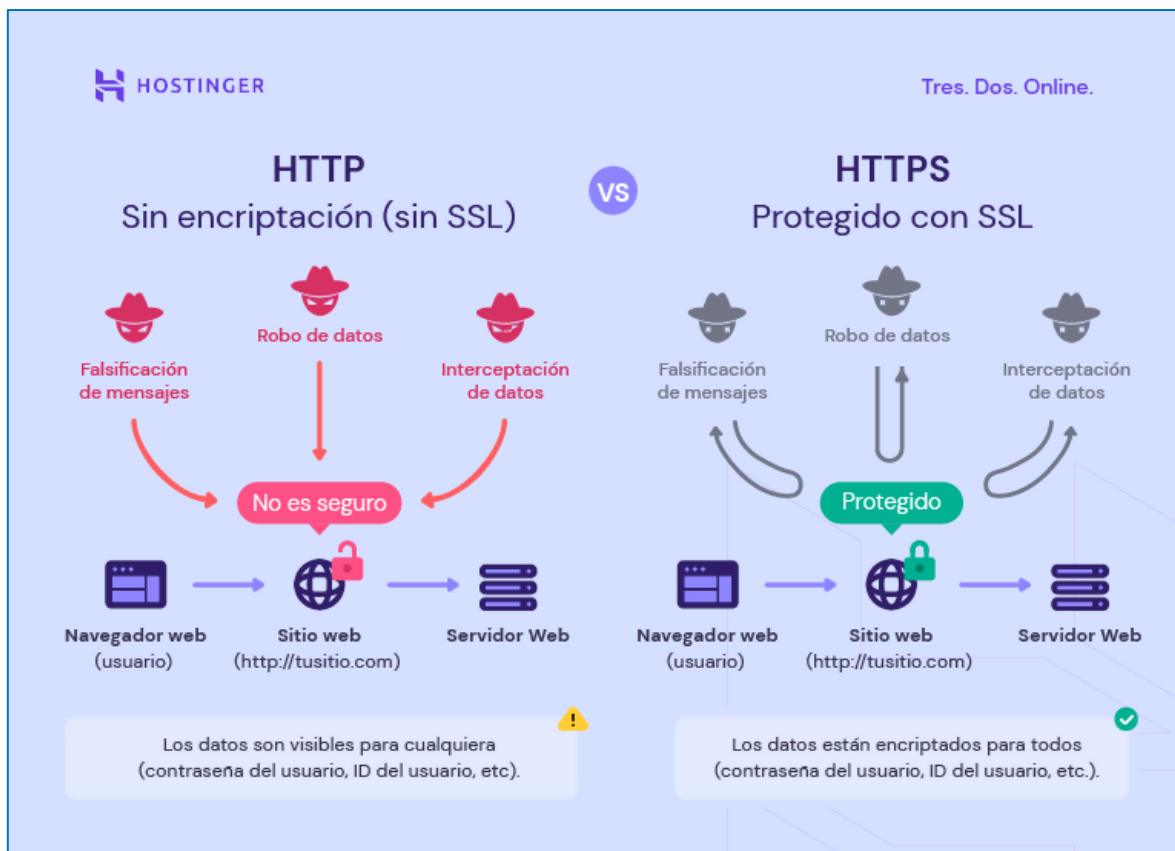 HOSTINGER
Tres. Dos. Online.
HTTP
Sin encriptación (sin SSL)
Robo de datos
Falsificación
de mensajes
Interceptación
de datos
No es seguro
Navegador web
(usuario)
Sitio web
(http://tusitio.com)
Servidor Web
!
Los datos son visibles para cualquiera
(contraseña del usuario, ID del usuario, etc).
VS
HTTPS
Protegido con SSL
Robo de datos
Falsificación
de mensajes
Interceptación
de datos
Protegido
Navegador web
(usuario)
Sitio web
(http://tusitio.com)
Servidor Web
Los datos están encriptados para todos
(contraseña del usuario, ID del usuario, etc.).